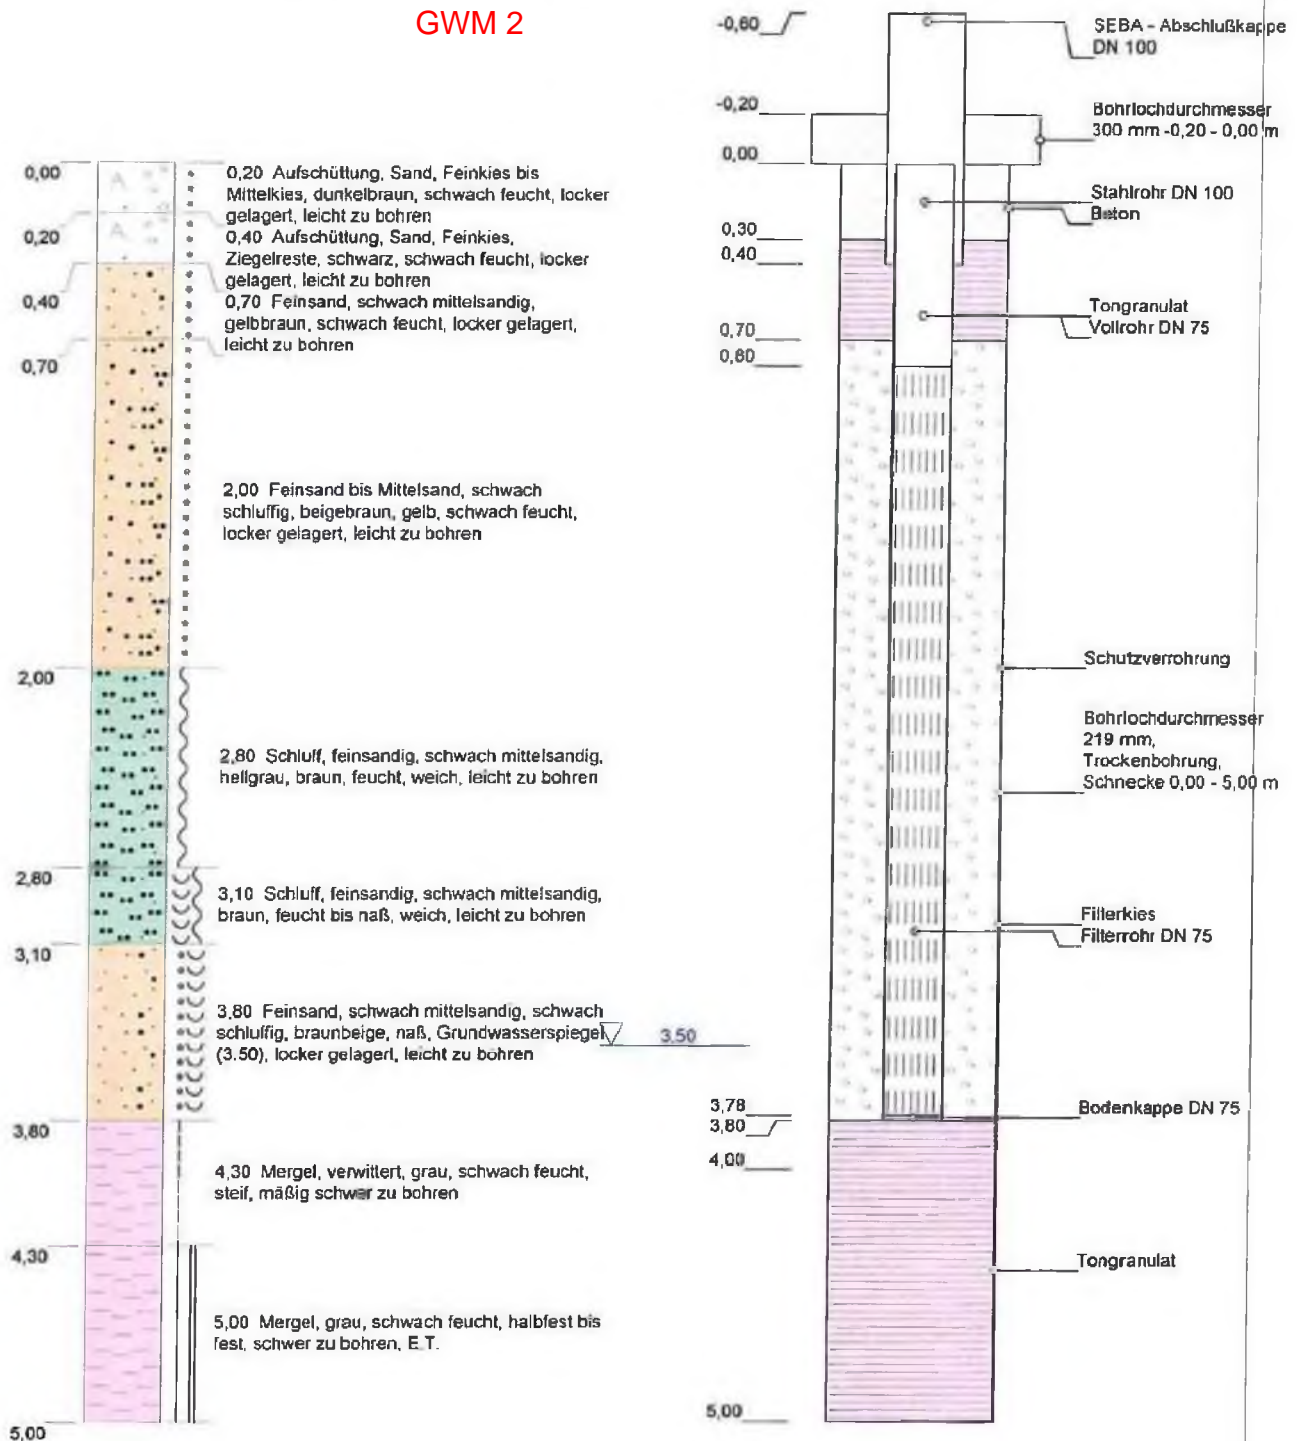 GWM 2
0,00
0,20 Aufschüttung, Sand, Feinkies bis
Mittelkies, dunkelbraun, schwach feucht, locker
gelagert, leicht zu bohren
0,20
0,40 Aufschüttung, Sand, Feinkies,
Ziegelreste, schwarz, schwach feucht, locker
gelagert, leicht zu bohren
0,40
0,70 Feinsand, schwach mittelsandig,
gelbbraun, schwach feucht, locker gelagert,
leicht zu bohren
0,70
2,00 Feinsand bis Mittelsand, schwach
schluffig, beigebraun, gelb, schwach feucht,
locker gelagert, leicht zu bohren
2,00
2,80 Schluff, feinsandig, schwach mittelsandig,
hellgrau, braun, feucht, weich, leicht zu bohren
2,80
3,10 Schluff, feinsandig, schwach mittelsandig,
braun, feucht bis naß, weich, leicht zu bohren
3,10
3,80 Feinsand, schwach mittelsandig, schwach
schluffig, braunbeige, naß, Grundwasserspiegel
(3.50), locker gelagert, leicht zu bohren
3.50
3,80
4,30 Mergel, verwittert, grau, schwach feucht,
steif, mäßig schwer zu bohren
4,30
5,00 Mergel, grau, schwach feucht, halbfest bis
fest, schwer zu bohren, E.T.
5,00
A
A
-0,60
SEBA - Abschlußkappe
DN 100
-0,20
Bohrlochdurchmesser
300 mm -0,20 - 0,00 m
0,00
Stahlrohr DN 100
Beton
0,30
0,40
Tongranulat
Vollrohr DN 75
0,70
0,80
Schutzverrohrung
Bohrlochdurchmesser
219 mm,
Trockenbohrung,
Schnecke 0,00 - 5,00 m
Filterkies
Filterrohr DN 75
3,78
Bodenkappe DN 75
3,80
4,00
Tongranulat
5,00